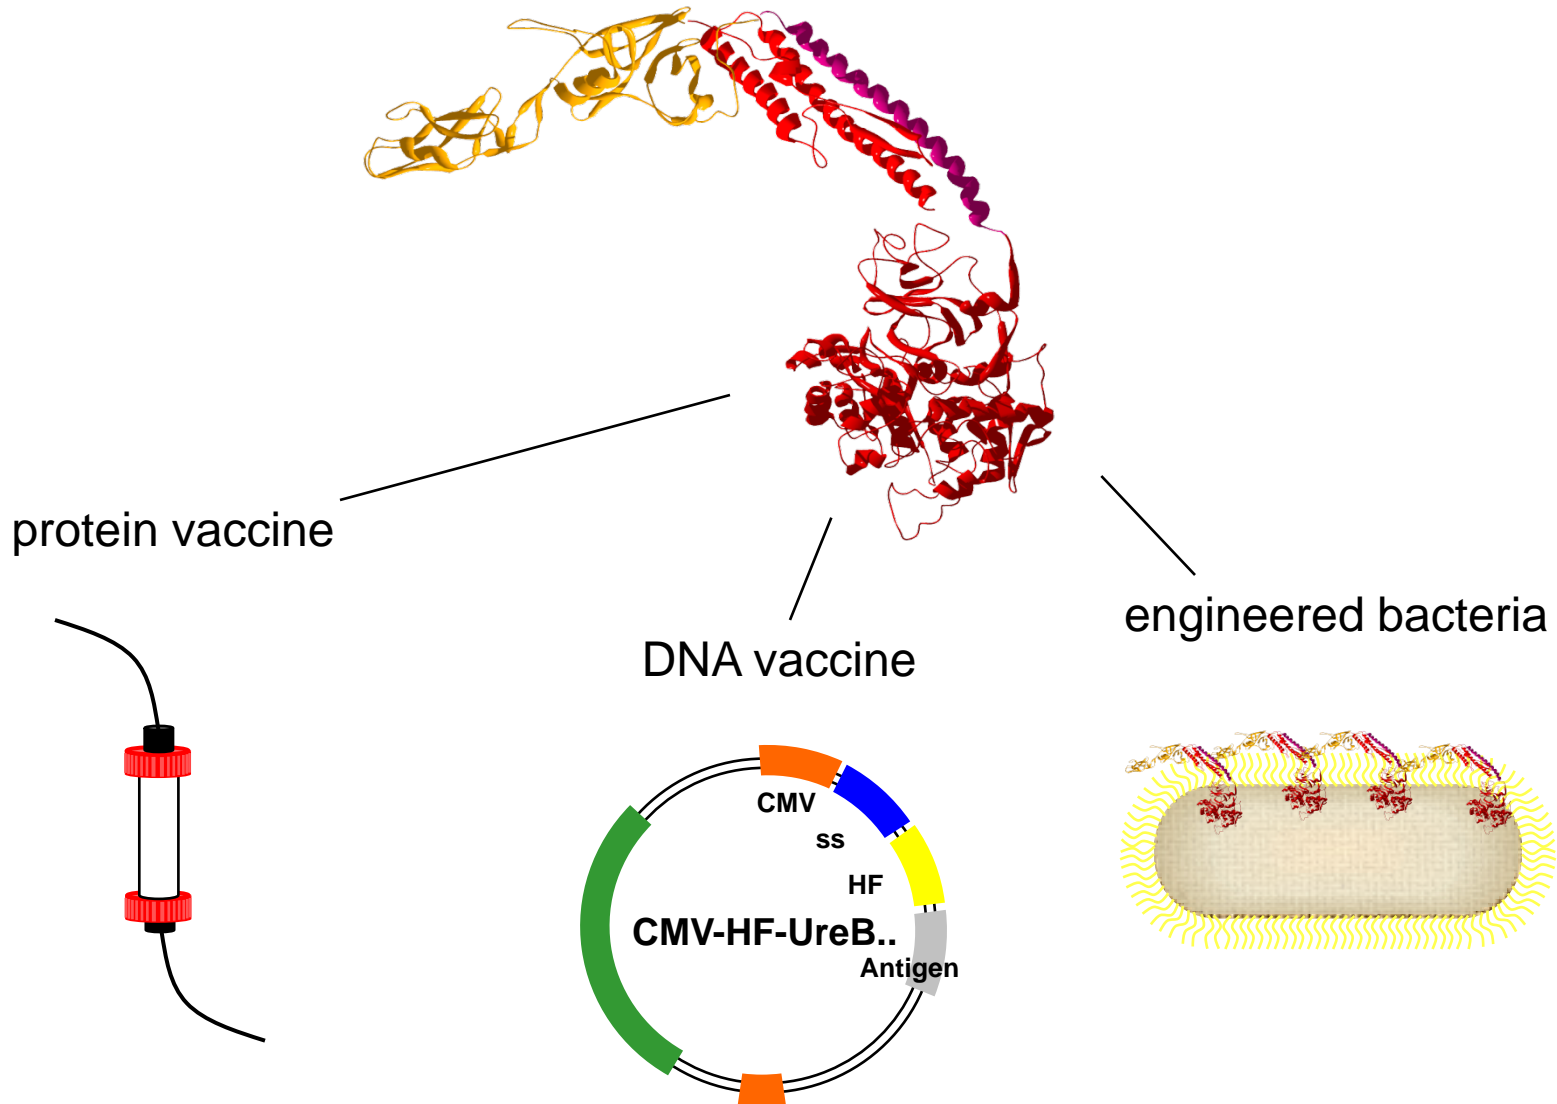 protein vaccine
DNA vaccine
engineered bacteria
CMV
ss
HF
CMV-HF-UreB..
Antigen